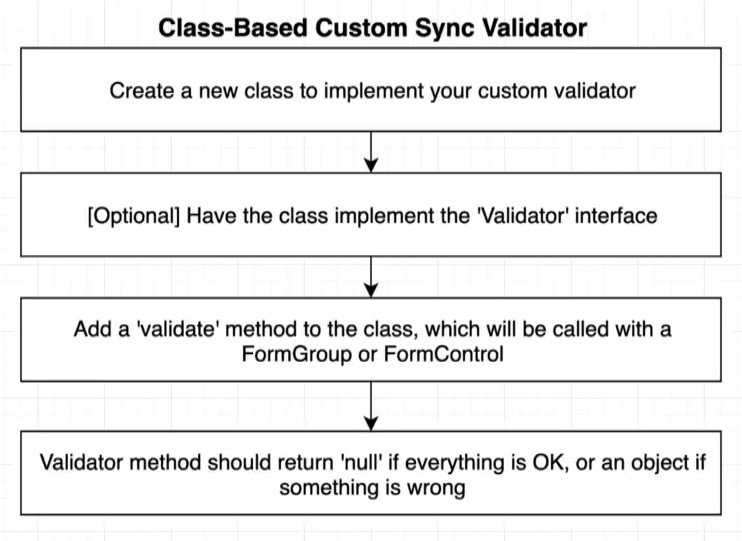 Class-Based Custom Sync Validator
Create a new class to implement your custom validator
[Optional] Have the class implement the 'Validator' interface
Add a 'validate' method to the class, which will be called with a
FormGroup or FormControl
Validator method should return 'null' if everything is OK, or an object if
something is wrong